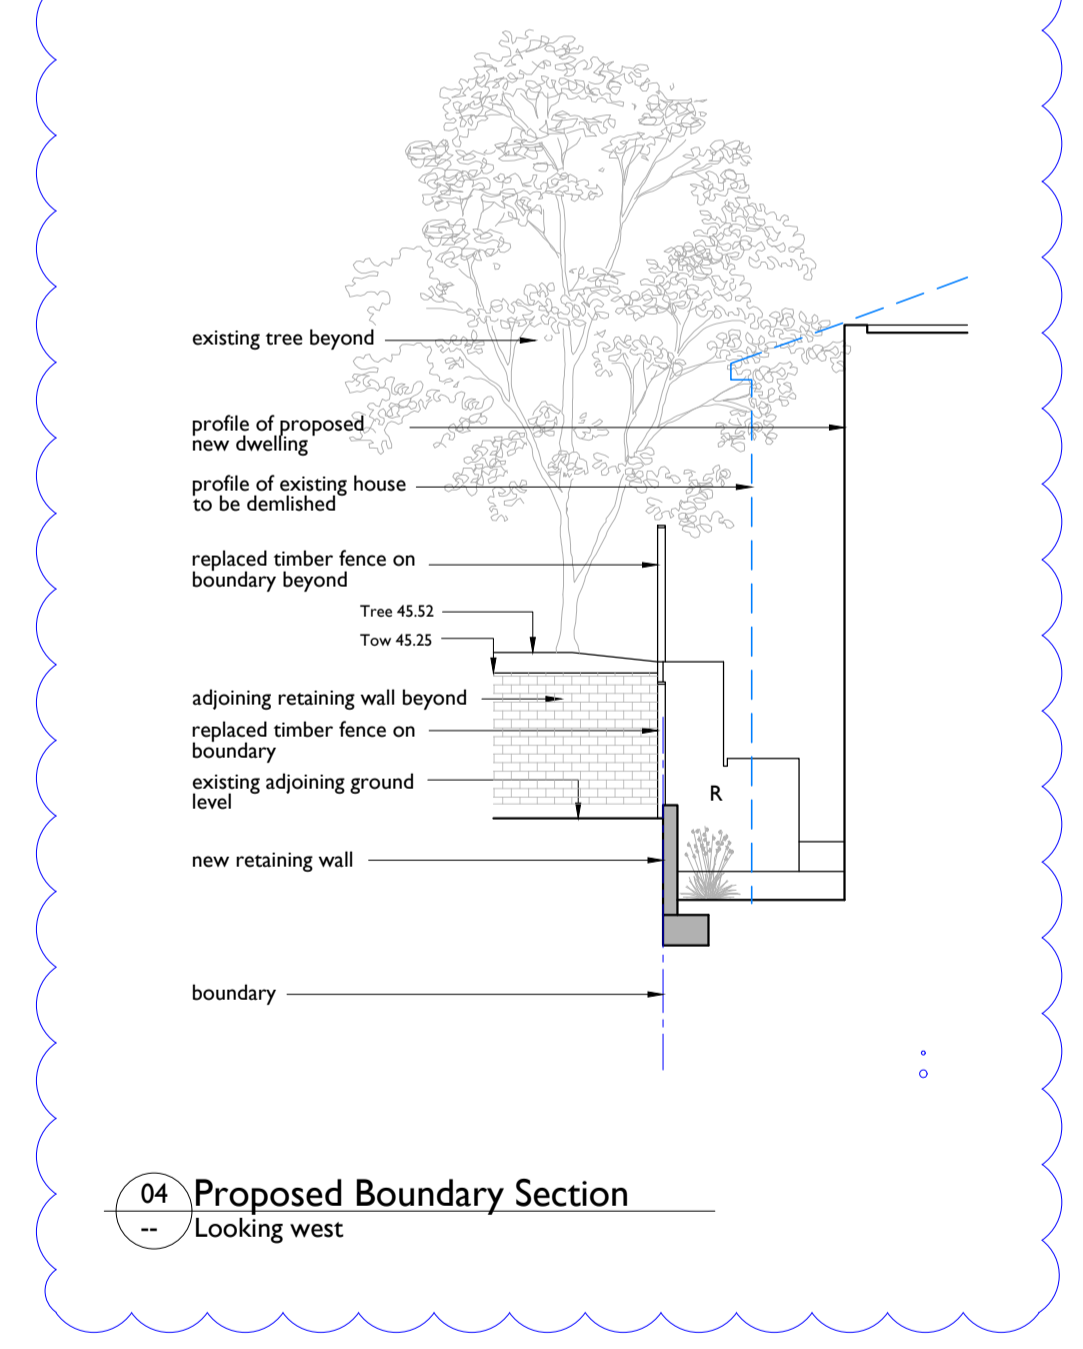 existing tree beyond
profile of proposed
new dwelling
profile of existing house
to be demlished
replaced timber fence on
boundary beyond
Tree 45.52
Tow 45.25
adjoining retaining wall beyond
replaced timber fence on
boundary
existing adjoining ground
level
R
new retaining wall
boundary
04
Proposed Boundary Section
--
Looking west